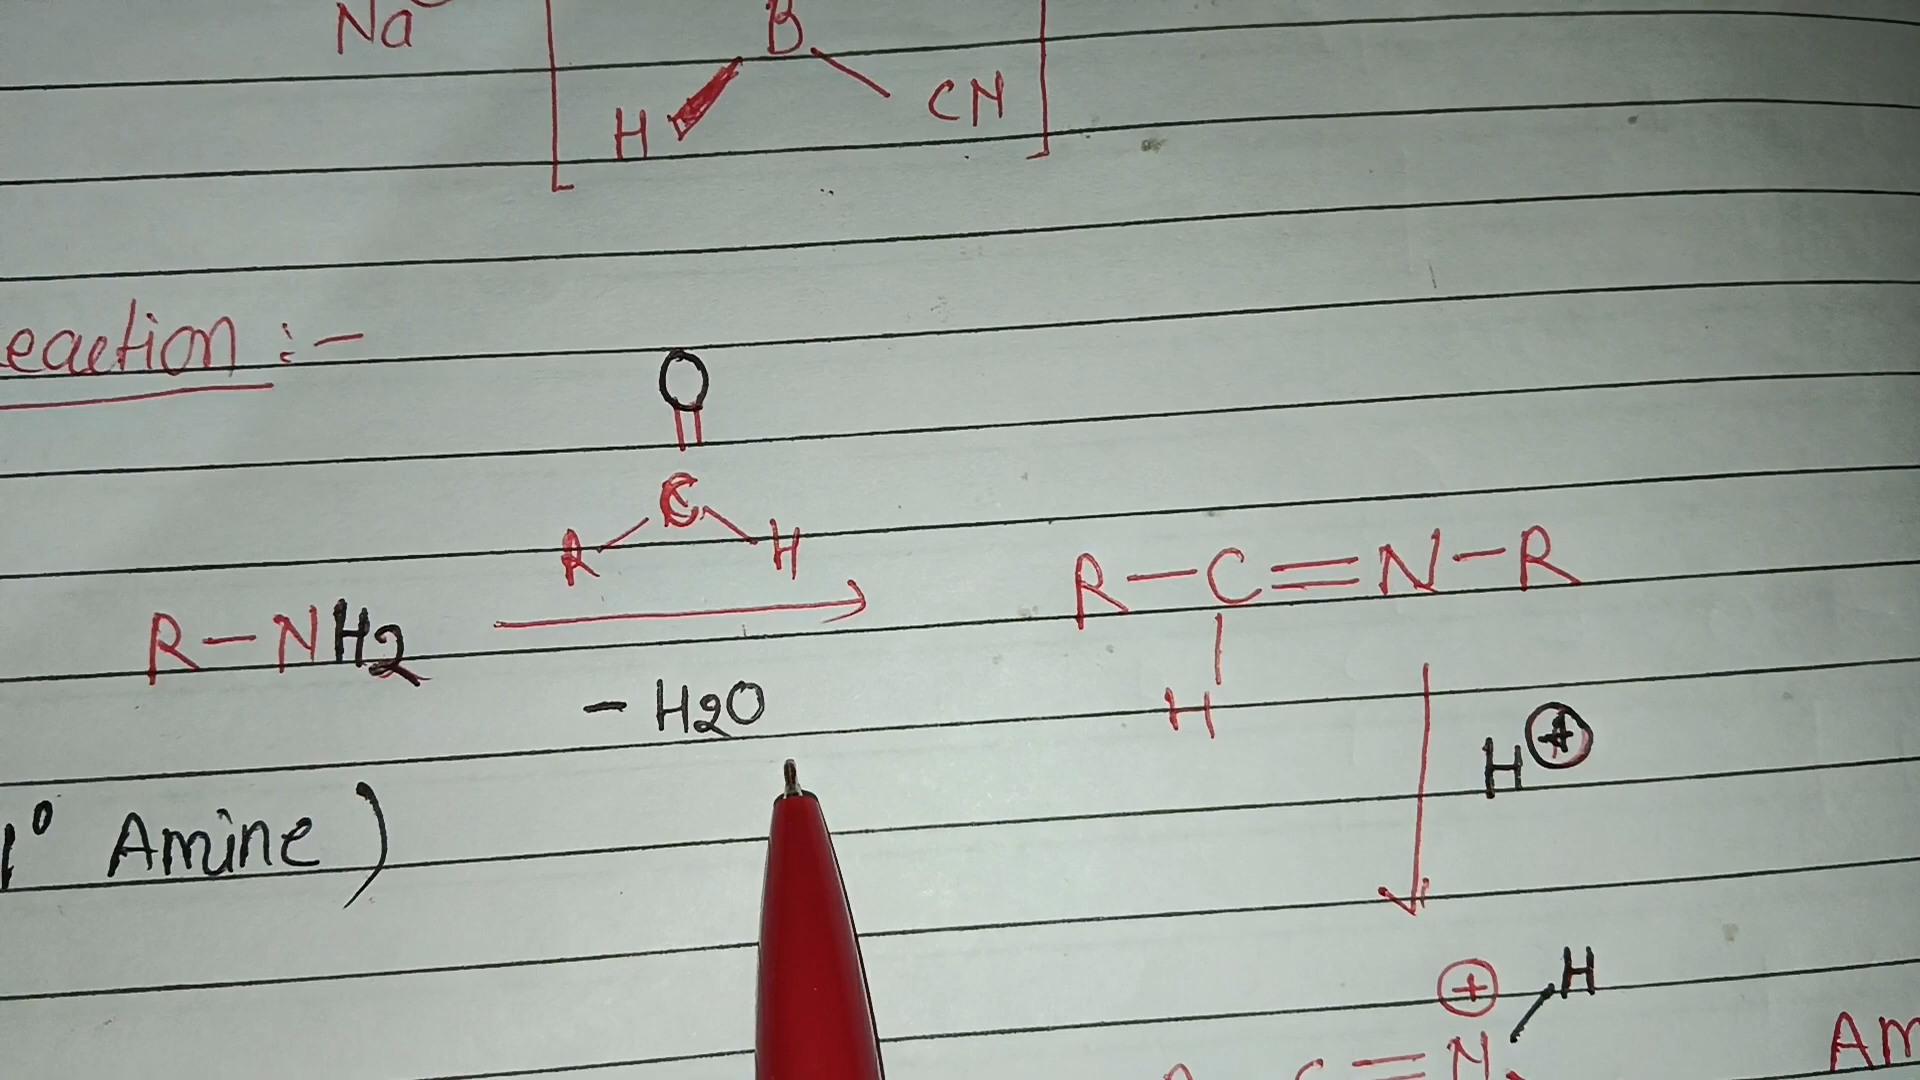 Na
B
H
CN
eaction :-
O
C
R H
R-NH2
R-C=N-R
- H2O
H
H⊕
1° Amine)
⊕ H
C=N
Am